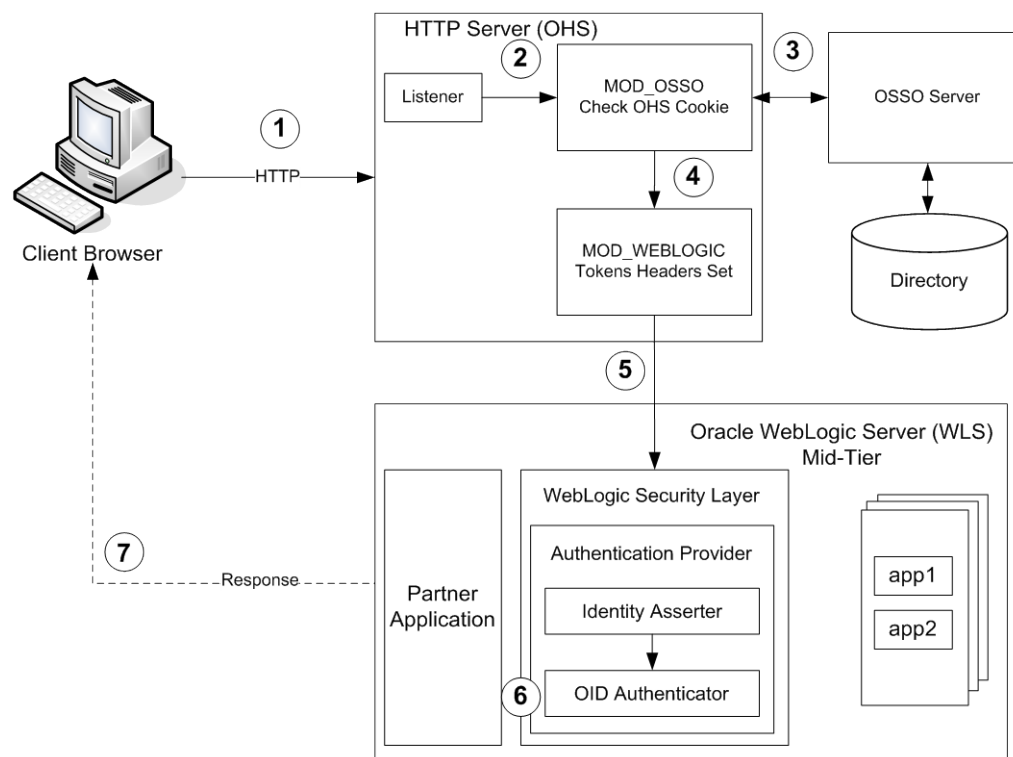 HTTP Server (OHS)
2
3
Listener
MOD_OSSO
Check OHS Cookie
OSSO Server
1
HTTP
4
Client Browser
MOD_WEBLOGIC
Tokens Headers Set
Directory
5
Oracle WebLogic Server (WLS)
Mid-Tier
WebLogic Security Layer
Authentication Provider
7
Response
Partner
Application
Identity Asserter
app1
app2
6
OID Authenticator